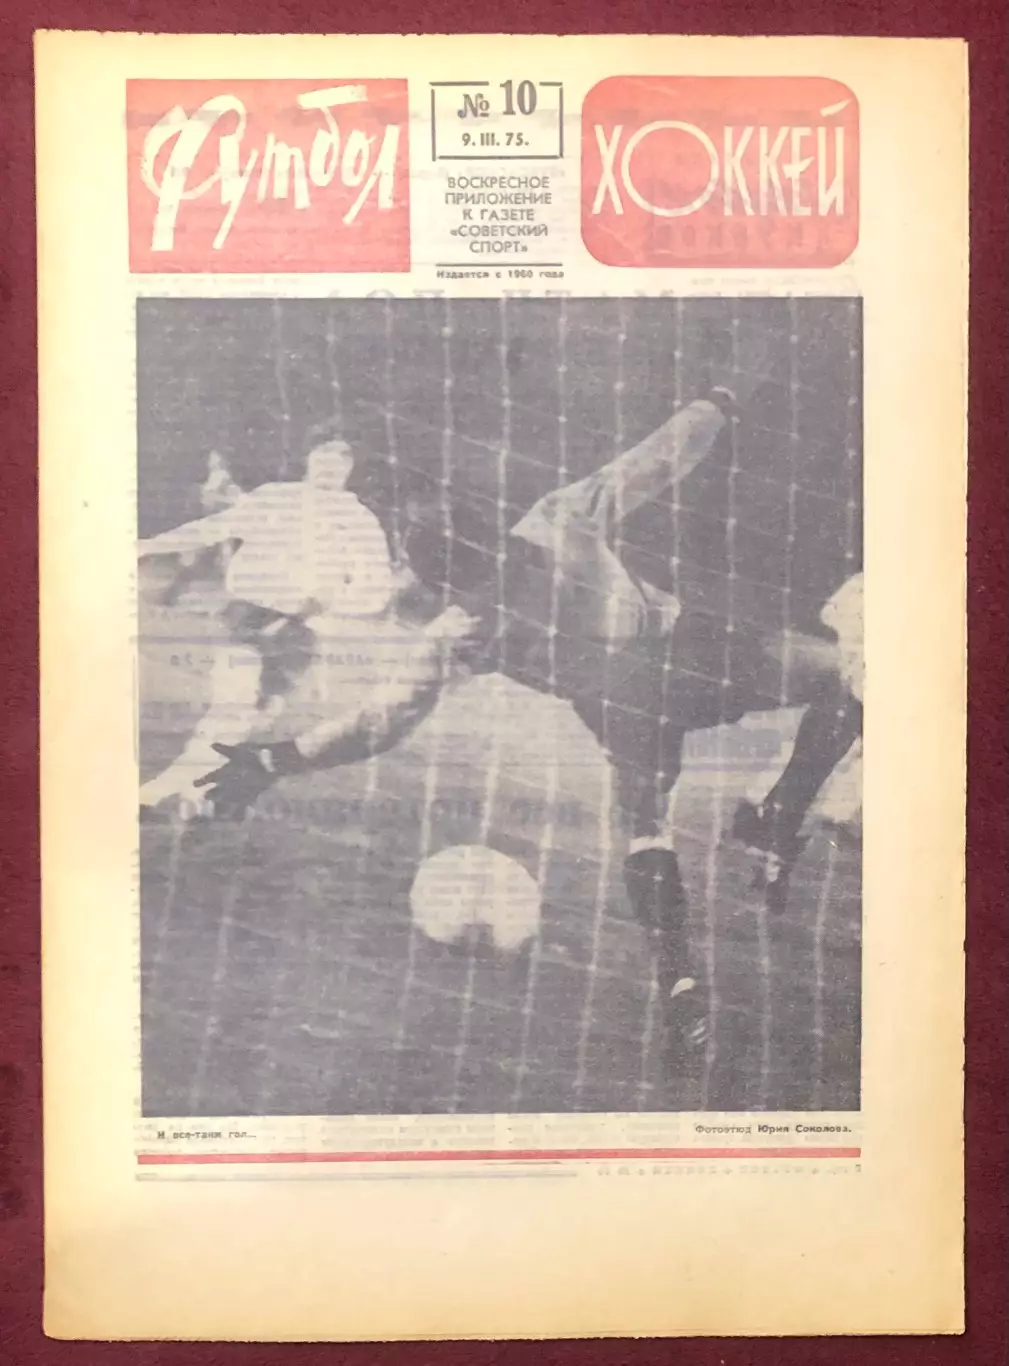 Футбол
№ 10
9. III. 75.
ВОСКРЕСНОЕ
ПРИЛОЖЕНИЕ
К ГАЗЕТЕ
«СОВЕТСКИЙ
СПОРТ»
Издается с 1960 года
ХОККЕЙ
И все-таки гол...
Фотоэтюд Юрия Соколова.